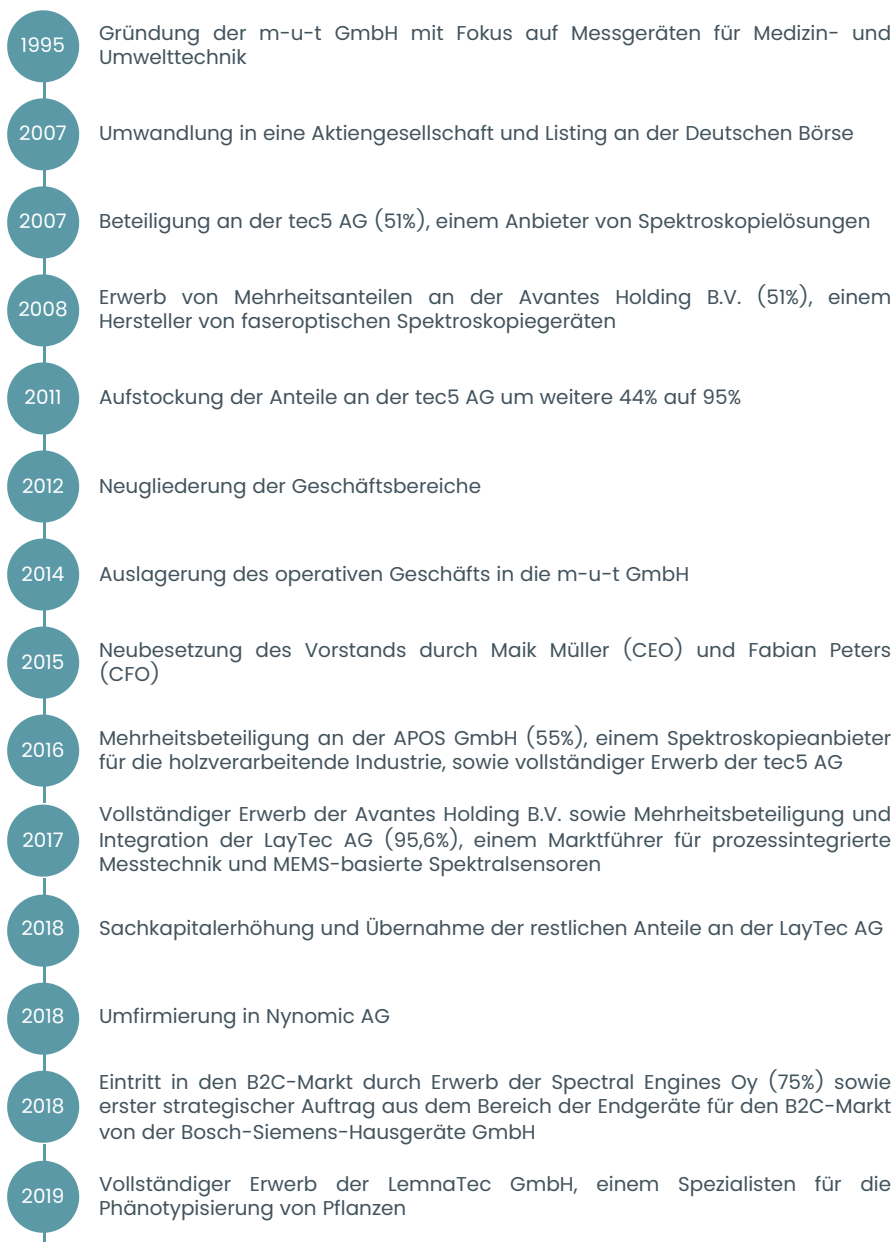 1995
Gründung der m-u-t GmbH mit Fokus auf Messgeräten für Medizin- und
Umwelttechnik
2007
Umwandlung in eine Aktiengesellschaft und Listing an der Deutschen Börse
2007
Beteiligung an der tec5 AG (51%), einem Anbieter von Spektroskopielösungen
2008
Erwerb von Mehrheitsanteilen an der Avantes Holding B.V. (51%), einem
Hersteller von faseroptischen Spektroskopiegeräten
2011
Aufstockung der Anteile an der tec5 AG um weitere 44% auf 95%
2012
Neugliederung der Geschäftsbereiche
2014
Auslagerung des operativen Geschäfts in die m-u-t GmbH
2015
Neubesetzung des Vorstands durch Maik Müller (CEO) und Fabian Peters
(CFO)
2016
Mehrheitsbeteiligung an der APOS GmbH (55%), einem Spektroskopieanbieter
für die holzverarbeitende Industrie, sowie vollständiger Erwerb der tec5 AG
2017
Vollständiger Erwerb der Avantes Holding B.V. sowie Mehrheitsbeteiligung und
Integration der LayTec AG (95,6%), einem Marktführer für prozessintegrierte
Messtechnik und MEMS-basierte Spektralsensoren
2018
Sachkapitalerhöhung und Übernahme der restlichen Anteile an der LayTec AG
2018
Umfirmierung in Nynomic AG
2018
Eintritt in den B2C-Markt durch Erwerb der Spectral Engines Oy (75%) sowie
erster strategischer Auftrag aus dem Bereich der Endgeräte für den B2C-Markt
von der Bosch-Siemens-Hausgeräte GmbH
2019
Vollständiger Erwerb der LemnaTec GmbH, einem Spezialisten für die
Phänotypisierung von Pflanzen